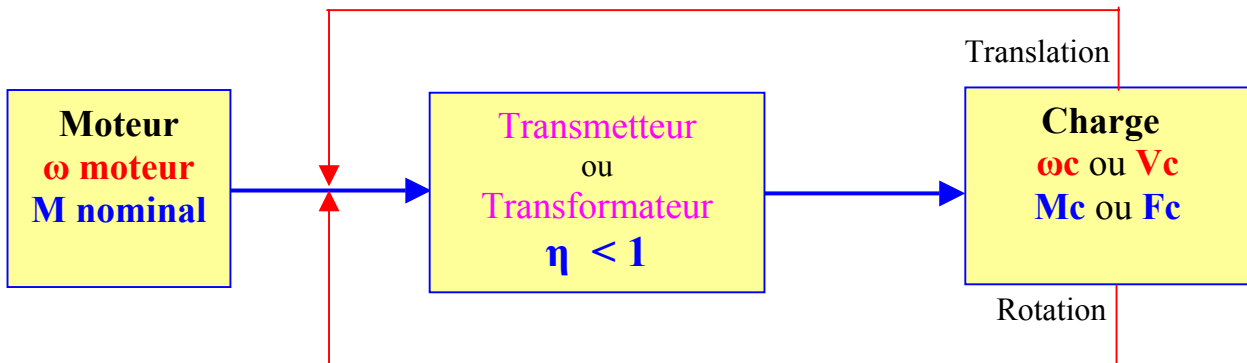 Translation
Moteur
ω moteur
M nominal
Transmetteur
ou
Transformateur
η < 1
Charge
ωc ou Vc
Mc ou Fc
Rotation